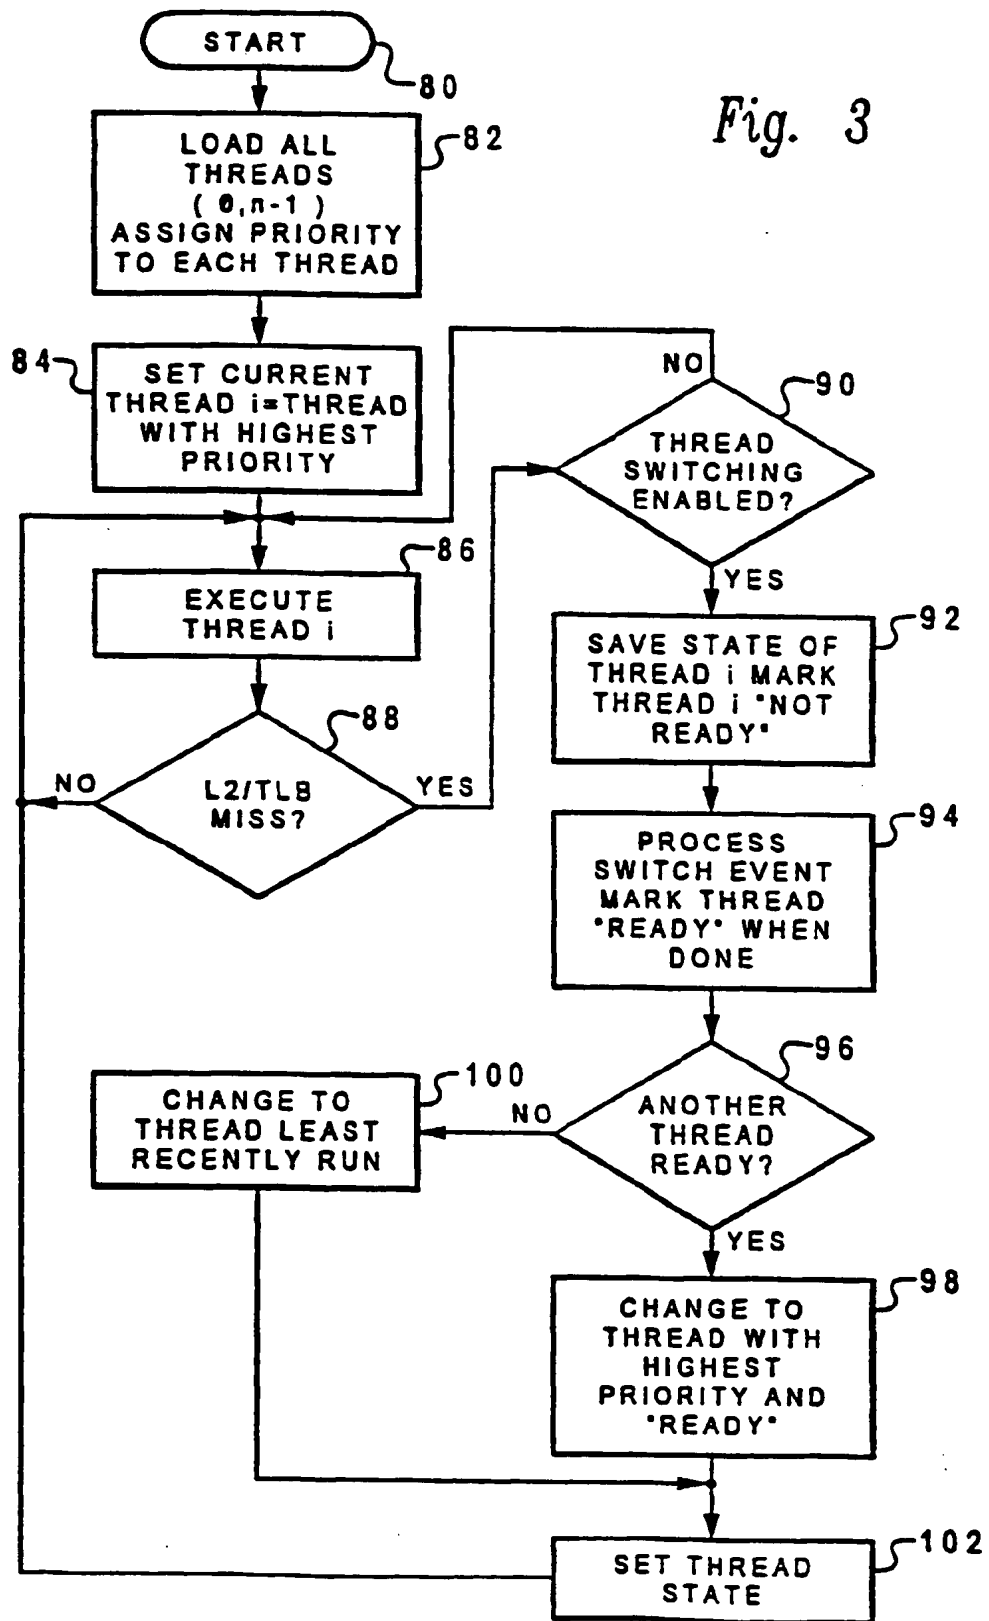 START
80
Fig. 3
LOAD ALL
THREADS
( 0,n-1 )
ASSIGN PRIORITY
TO EACH THREAD
82
84
SET CURRENT
THREAD i=THREAD
WITH HIGHEST
PRIORITY
NO
90
THREAD
SWITCHING
ENABLED?
YES
86
EXECUTE
THREAD i
88
L2/TLB
MISS?
NO
YES
92
SAVE STATE OF
THREAD i MARK
THREAD i "NOT
READY"
94
PROCESS
SWITCH EVENT
MARK THREAD
"READY" WHEN
DONE
96
ANOTHER
THREAD
READY?
NO
YES
100
CHANGE TO
THREAD LEAST
RECENTLY RUN
98
CHANGE TO
THREAD WITH
HIGHEST
PRIORITY AND
"READY"
102
SET THREAD
STATE